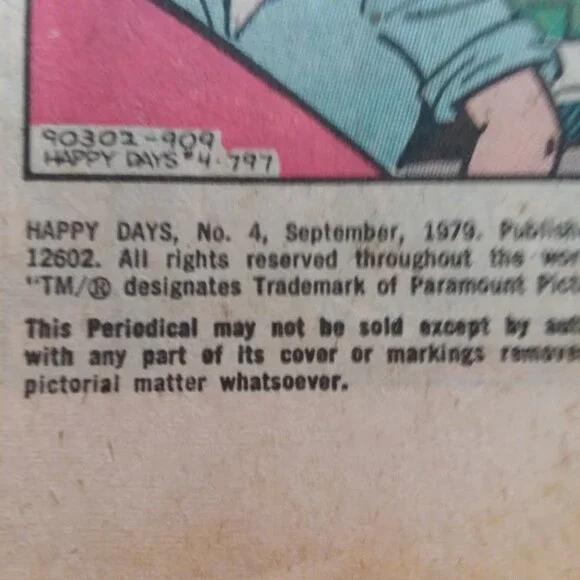 90302-909
HAPPY DAYS #4-797
HAPPY DAYS, No. 4, September, 1979.
12602. All rights reserved throughout the
"TM/® designates Trademark of Paramount
This Periodical may not be sold except by
with any part of its cover or markings
pictorial matter whatsoever.